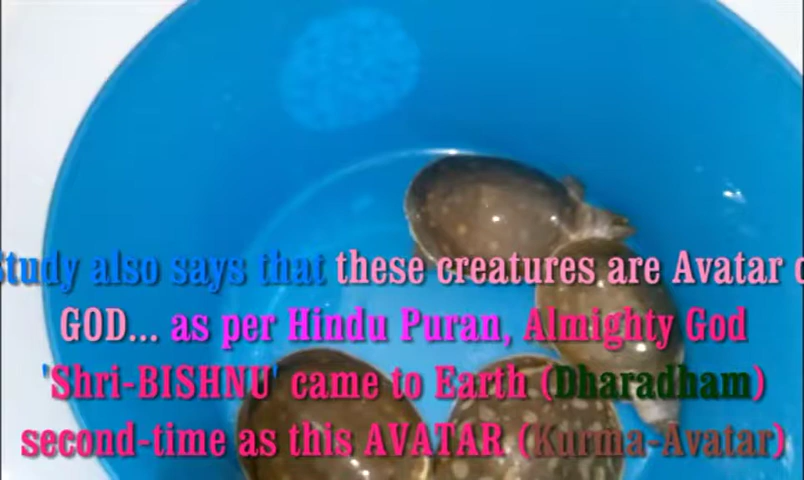 Study also says that these creatures are Avatar o
GOD... as per Hindu Puran, Almighty God
'Shri-BISHNU' came to Earth (Dharadham)
second-time as this AVATAR (Kurma-Avatar)